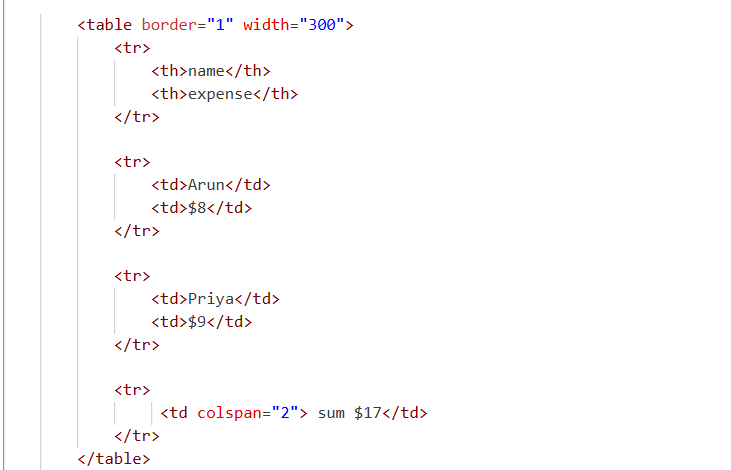 <table border="1" width="300">
<tr>
<th>name</th>
<th>expense</th>
</tr>
<tr>
<td>Arun</td>
<td>$8</td>
</tr>
<tr>
<td>Priya</td>
<td>$9</td>
</tr>
<tr>
<td colspan="2"> sum $17</td>
</tr>
</table>